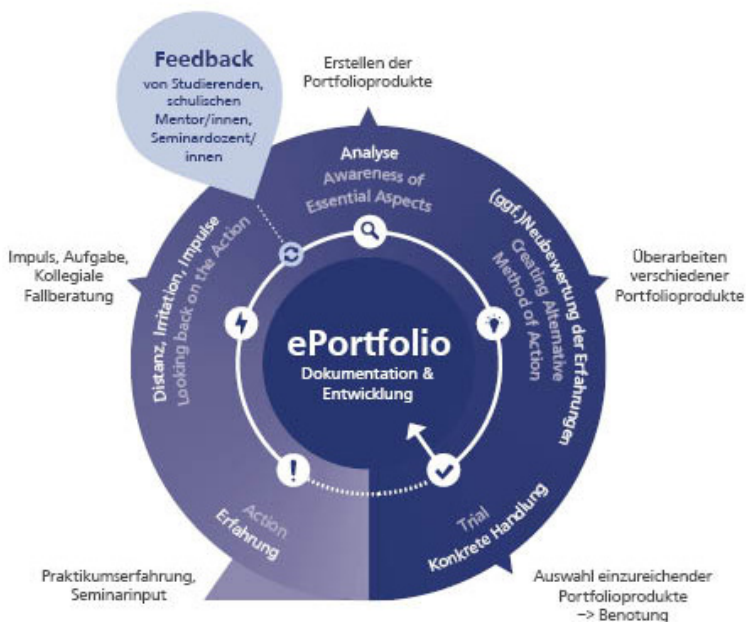 Feedback
von Studierenden,
schulischen
Mentor/innen,
Seminardozent/
innen
Erstellen der
Portfolioprodukte
Analyse
Awareness of
Essential Aspects
(ggf.)Neubewertung der Erfahrungen
Creating Alternative
Method of Action
Distanz, Irritation, Impulse
Looking back on the Action
Impuls, Aufgabe,
Kollegiale
Fallberatung
Überarbeiten
verschiedener
Portfolioprodukte
ePortfolio
Dokumentation &
Entwicklung
Action
Erfahrung
Trial
Konkrete Handlung
Praktikumserfahrung,
Seminarinput
Auswahl einzureichender
Portfolioprodukte
–> Benotung